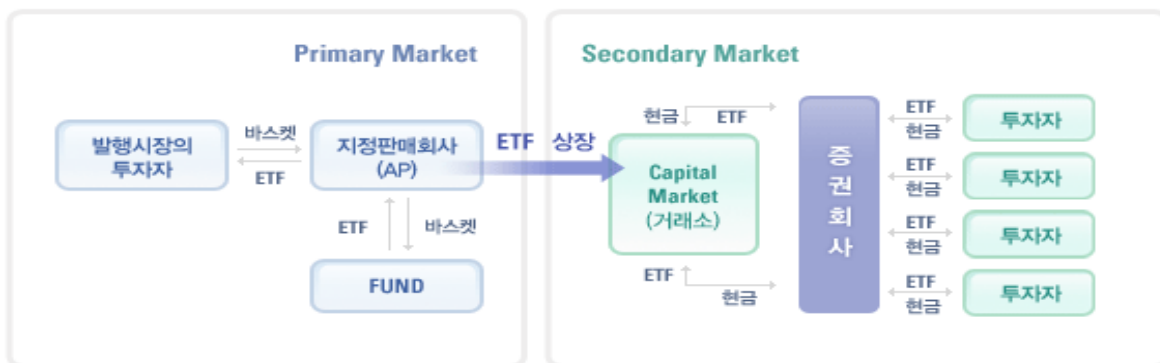 Primary Market
발행시장의
투자자
바스켓
ETF
지정판매회사
(AP)
ETF
바스켓
FUND
ETF 상장
Secondary Market
현금
ETF
Capital
Market
(거래소)
ETF
현금
증
권
회
사
ETF
현금
투자자
ETF
현금
투자자
ETF
현금
투자자
ETF
현금
투자자